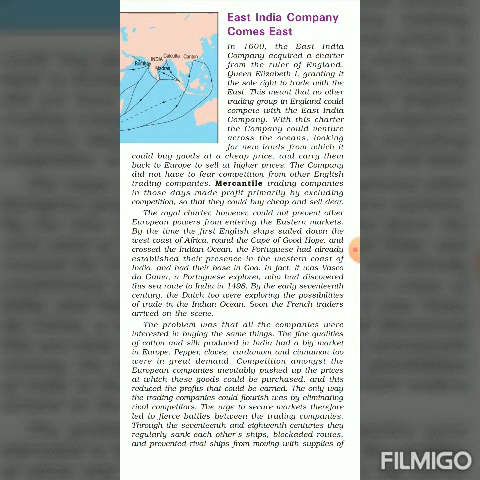 East India Company
Comes East
In 1600, the East India
Company acquired a charter
from the ruler of England,
Queen Elizabeth I, granting it
the sole right to trade with the
East. This meant that no other
trading group in England could
compete with the East India
Company. With this charter
the Company could venture
across the oceans, looking
for new lands from which it
could buy goods at a cheap price, and carry them
back to Europe to sell at higher prices. The Company
did not have to fear competition from other English
trading companies. Mercantile trading companies
in those days made profit primarily by excluding
competition, so that they could buy cheap and sell dear.
The royal charter, however, could not prevent other
European powers from entering the Eastern markets.
By the time the first English ships sailed down the
west coast of Africa, round the Cape of Good Hope, and
crossed the Indian Ocean, the Portuguese had already
established their presence in the western coast of
India, and had their base in Goa. In fact, it was Vasco
da Gama, a Portuguese explorer, who had discovered
this sea route to India in 1498. By the early seventeenth
century, the Dutch too were exploring the possibilities
of trade in the Indian Ocean. Soon the French traders
arrived on the scene.
The problem was that all the companies were
interested in buying the same things. The fine qualities
of cotton and silk produced in India had a big market
in Europe. Pepper, cloves, cardamom and cinnamon too
were in great demand. Competition amongst the
European companies inevitably pushed up the prices
at which these goods could be purchased, and this
reduced the profits that could be earned. The only way
the trading companies could flourish was by eliminating
rival competitors. The urge to secure markets therefore
led to fierce battles between the trading companies.
Through the seventeenth and eighteenth centuries they
regularly sank each other's ships, blockaded routes,
and prevented rival ships from moving with supplies of
INDIA
Calcutta
Canton
Madras
FILMIGO